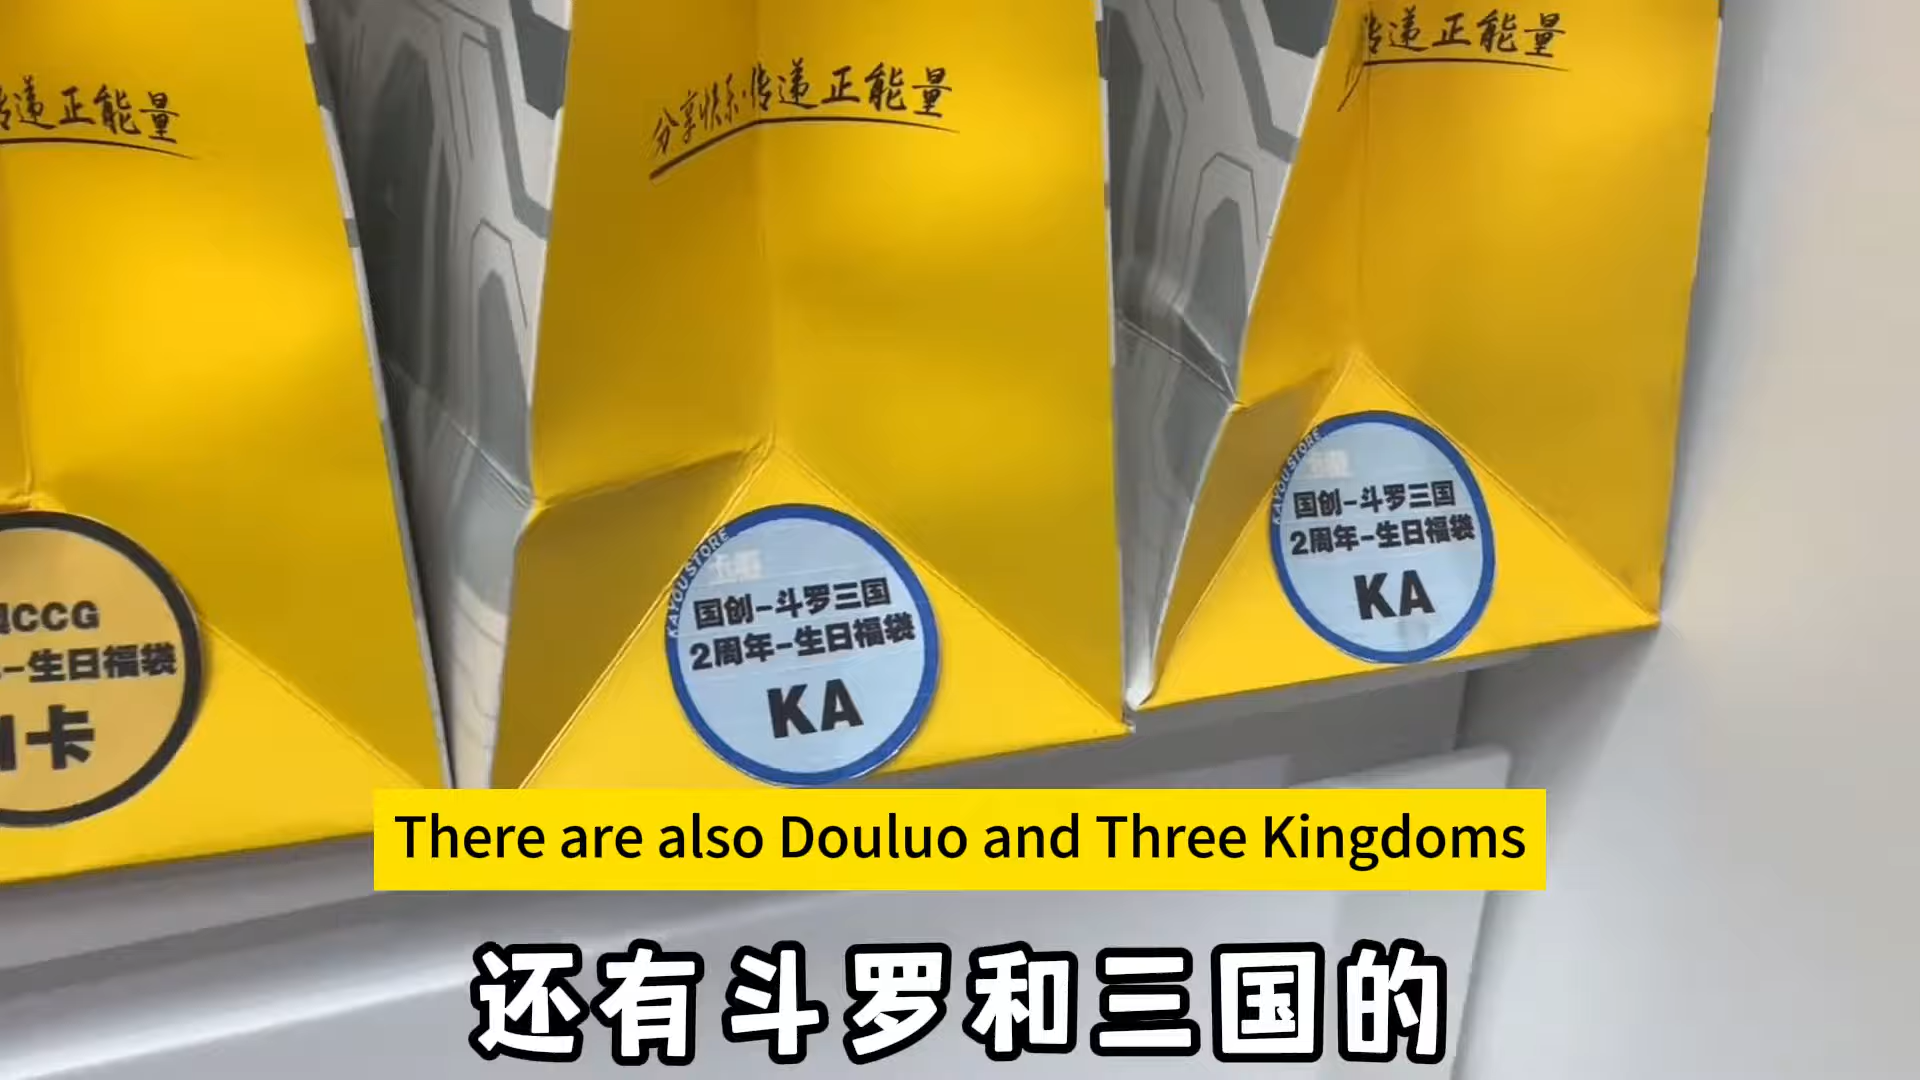 传递正能量
分享快乐·传递正能量
传递正能量
KAYOU STORE
国创-斗罗三国
2周年-生日福袋
KA
KAYOU STORE
国创-斗罗三国
2周年-生日福袋
KA
CCG
-生日福袋
卡
There are also Douluo and Three Kingdoms
还有斗罗和三国的